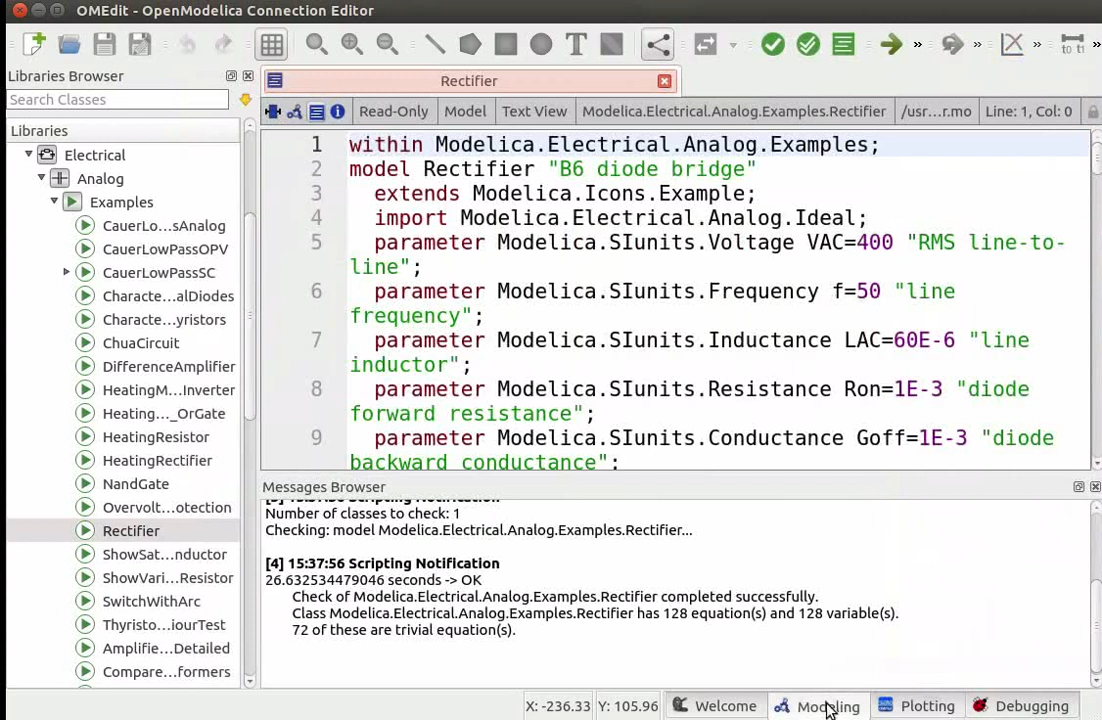 OMEdit - OpenModelica Connection Editor
T
»
»
»
to t1
»
Libraries Browser
Search Classes
Libraries
Electrical
Analog
Examples
CauerLo...sAnalog
CauerLowPassOPV
CauerLowPassSC
Characte...alDiodes
Characte...yristors
ChuaCircuit
DifferenceAmplifier
HeatingM...Inverter
Heating..._OrGate
HeatingResistor
HeatingRectifier
NandGate
Overvolt...otection
Rectifier
ShowSat...nductor
ShowVari...Resistor
SwitchWithArc
Thyristo...iourTest
Amplifie...Detailed
Compare...formers
Rectifier
Read-Only Model Text View Modelica.Electrical.Analog.Examples.Rectifier /usr...r.mo Line: 1, Col: 0
1 within Modelica.Electrical.Analog.Examples;
2 model Rectifier "B6 diode bridge"
3 extends Modelica.Icons.Example;
4 import Modelica.Electrical.Analog.Ideal;
5 parameter Modelica.SIunits.Voltage VAC=400 "RMS line-to-
line";
6 parameter Modelica.SIunits.Frequency f=50 "line
frequency";
7 parameter Modelica.SIunits.Inductance LAC=60E-6 "line
inductor";
8 parameter Modelica.SIunits.Resistance Ron=1E-3 "diode
forward resistance";
9 parameter Modelica.SIunits.Conductance Goff=1E-3 "diode
backward conductance";
Messages Browser
[3] 15:37:56 Scripting Notification
Number of classes to check: 1
Checking: model Modelica.Electrical.Analog.Examples.Rectifier...
[4] 15:37:56 Scripting Notification
26.632534479046 seconds -> OK
Check of Modelica.Electrical.Analog.Examples.Rectifier completed successfully.
Class Modelica.Electrical.Analog.Examples.Rectifier has 128 equation(s) and 128 variable(s).
72 of these are trivial equation(s).
X: -236.33 Y: 105.96 Welcome Modeling Plotting Debugging